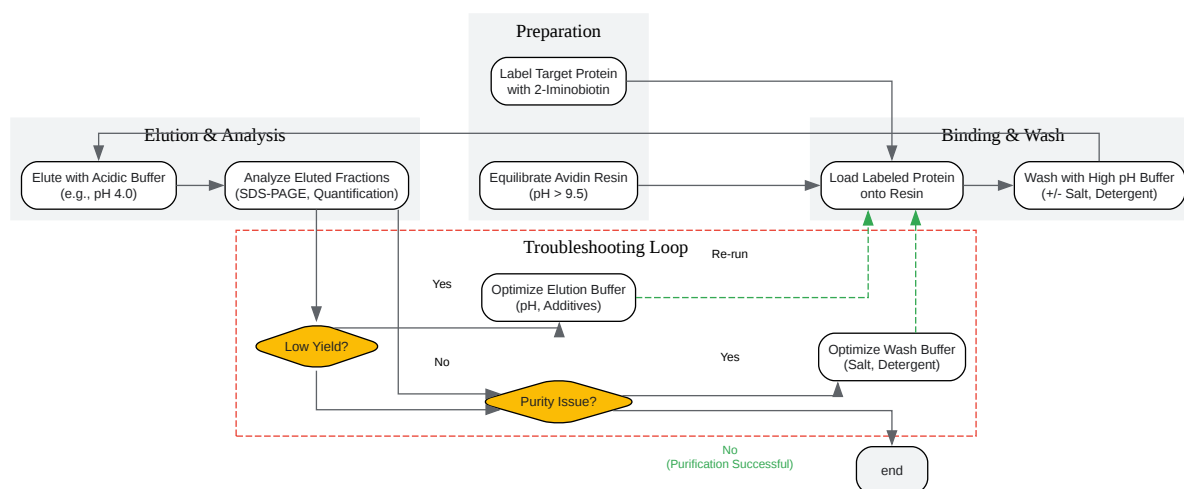 Preparation
Label Target Protein
with 2-Iminobiotin
Elution & Analysis
Binding & Wash
Elute with Acidic Buffer
(e.g., pH 4.0)
Analyze Eluted Fractions
(SDS-PAGE, Quantification)
Equilibrate Avidin Resin
(pH > 9.5)
Load Labeled Protein
onto Resin
Wash with High pH Buffer
(+/- Salt, Detergent)
Troubleshooting Loop
Re-run
Yes
Optimize Elution Buffer
(pH, Additives)
Low Yield?
No
Yes
Optimize Wash Buffer
(Salt, Detergent)
Purity Issue?
No
(Purification Successful)
end